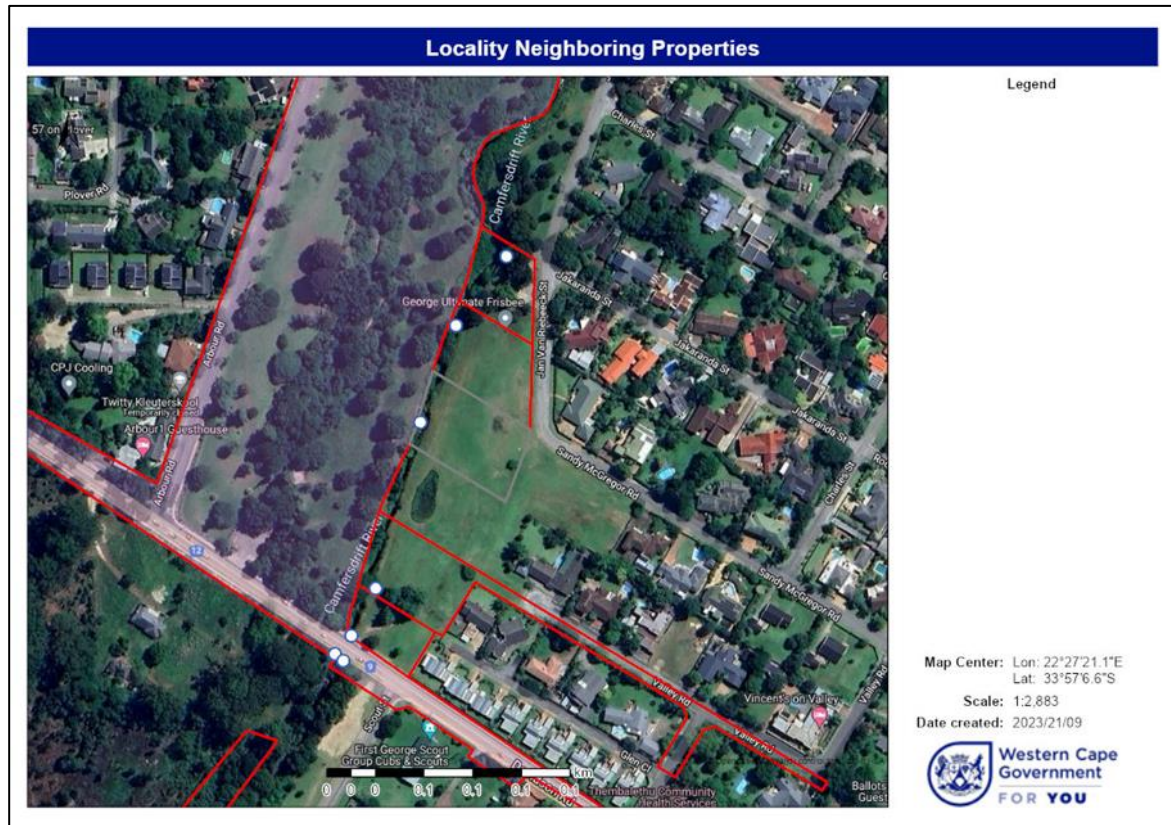 Locality Neighboring Properties
Legend
57 on Plover
Plover Rd
Charles St
Camfersdrift River
George Ultimate Frisbee
Jakaranda St
Jan Van Riebeeck St
Jakaranda St
Jakaranda St
Arbour Rd
CPJ Cooling
Twitty Kleuterskool
Temporarily closed
Arbour1 Guesthouse
Arbour Rd
Sandy McGregor Rd
Charles St
12
Camfersdrift River
Sandy McGregor Rd
9
Valley Rd
Valley Rd
Vincent's on Valley
Valley Rd
Glen Cl
First George Scout
Group Cubs & Scouts
km
0 0 0.1 0.1 0.1 0.1
Thembalethu Community
Health Services
Ballots
Guest
Map Center: Lon: 22°27'21.1"E
Lat: 33°57'6.6"S
Scale: 1:2,883
Date created: 2023/21/09
Western Cape
Government
FOR YOU